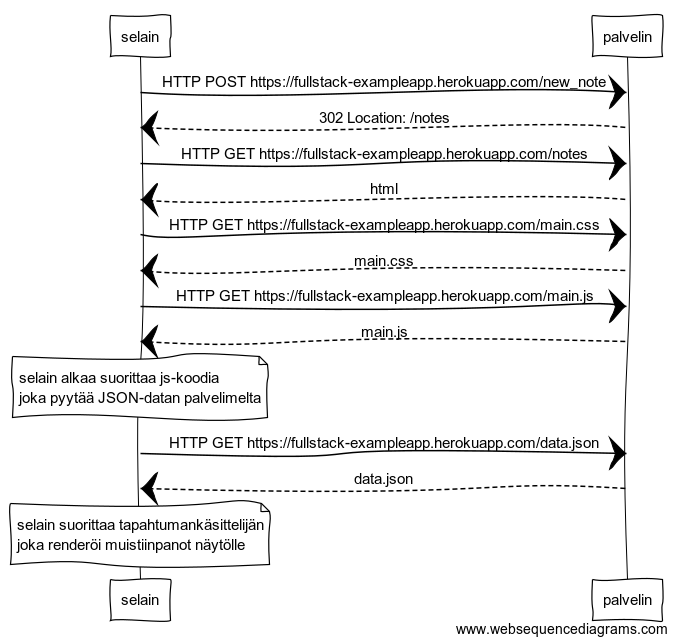 selain palvelin
HTTP POST https://fullstack-exampleapp.herokuapp.com/new_note
302 Location: /notes
HTTP GET https://fullstack-exampleapp.herokuapp.com/notes
html
HTTP GET https://fullstack-exampleapp.herokuapp.com/main.css
main.css
HTTP GET https://fullstack-exampleapp.herokuapp.com/main.js
main.js
selain alkaa suorittaa js-koodia
joka pyytää JSON-datan palvelimelta
HTTP GET https://fullstack-exampleapp.herokuapp.com/data.json
data.json
selain suorittaa tapahtumankäsittelijän
joka renderöi muistiinpanot näytölle
selain palvelin
www.websequencediagrams.com